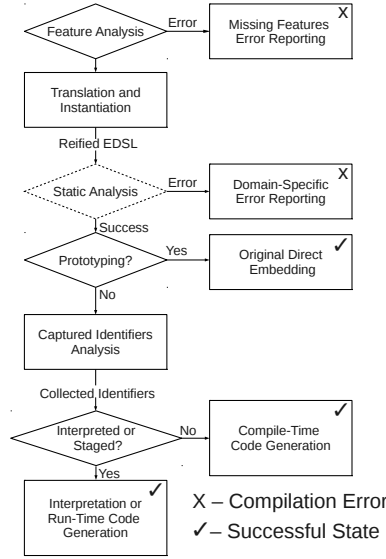 Feature Analysis
Error
Missing Features
Error Reporting
X
Translation and
Instantiation
Reified EDSL
Static Analysis
Error
Domain-Specific
Error Reporting
X
Success
Prototyping?
Yes
Original Direct
Embedding
✓
No
Captured Identifiers
Analysis
Collected Identifiers
Interpreted or
Staged?
No
Compile-Time
Code Generation
✓
Yes
Interpretation or
Run-Time Code
Generation
✓
X – Compilation Error
✓– Successful State